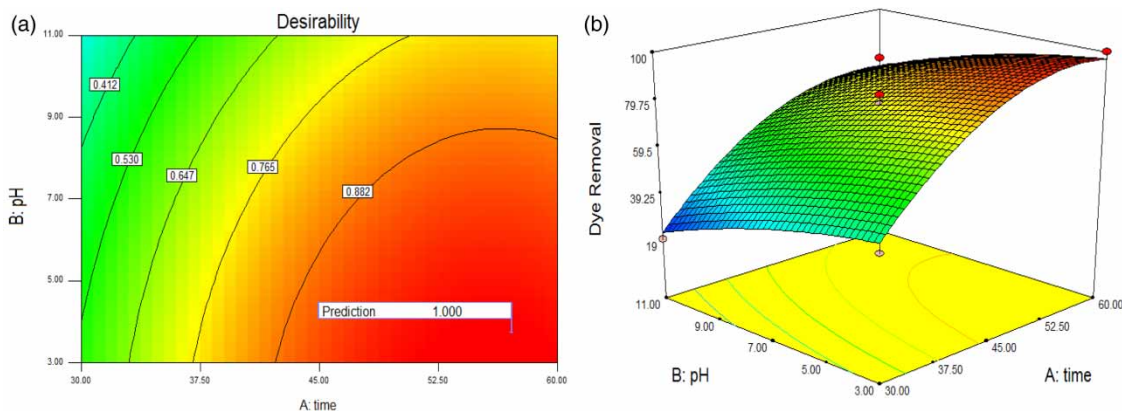 (a)
Desirability
11.00
9.00
7.00
5.00
3.00
B: pH
0.412
0.530
0.647
0.765
0.882
Prediction 1.000
30.00 37.50 45.00 52.50 60.00
A: time
(b)
100
79.75
59.5
39.25
19
Dye Removal
11.00
9.00
7.00
5.00
3.00
B: pH
30.00
37.50
45.00
52.50
60.00
A: time